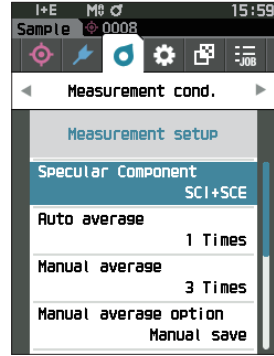 I+E M 15:59
Sample 0008
JOB
Measurement cond.
Measurement setup
Specular Component
SCI+SCE
Auto average
1 Times
Manual average
3 Times
Manual average option
Manual save